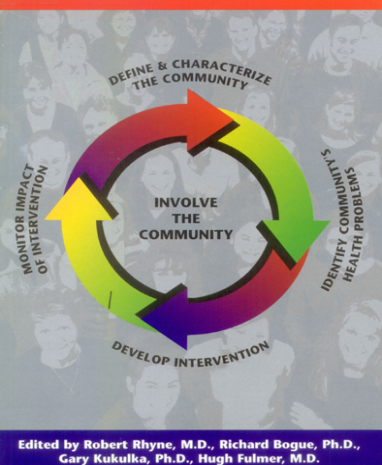 DEFINE & CHARACTERIZE
THE COMMUNITY
IDENTIFY COMMUNITY'S
HEALTH PROBLEMS
DEVELOP INTERVENTION
MONITOR IMPACT
OF INTERVENTION
INVOLVE
THE
COMMUNITY
Edited by Robert Rhyne, M.D., Richard Bogue, Ph.D.,
Gary Kukulka, Ph.D., Hugh Fulmer, M.D.